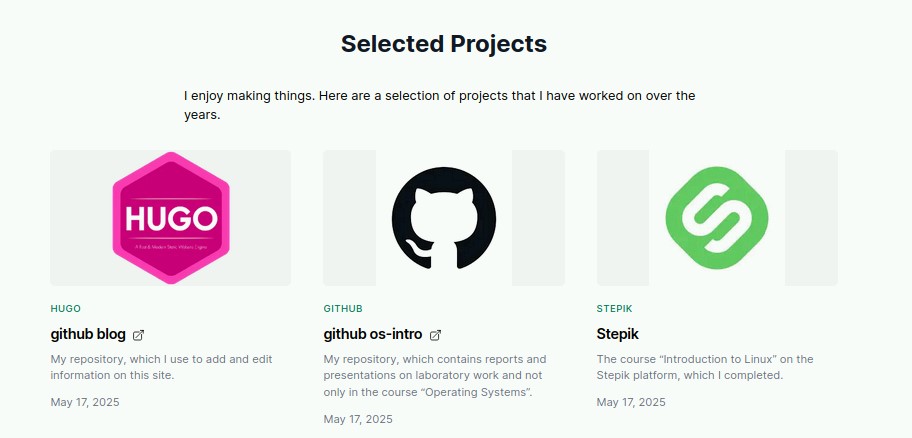 Selected Projects
I enjoy making things. Here are a selection of projects that I have worked on over the
years.
HUGO
A Fast & Modern Static Website Engine
HUGO
github blog
My repository, which I use to add and edit
information on this site.
May 17, 2025
GITHUB
github os-intro
My repository, which contains reports and
presentations on laboratory work and not
only in the course “Operating Systems”.
May 17, 2025
STEPIK
Stepik
The course “Introduction to Linux” on the
Stepik platform, which I completed.
May 17, 2025